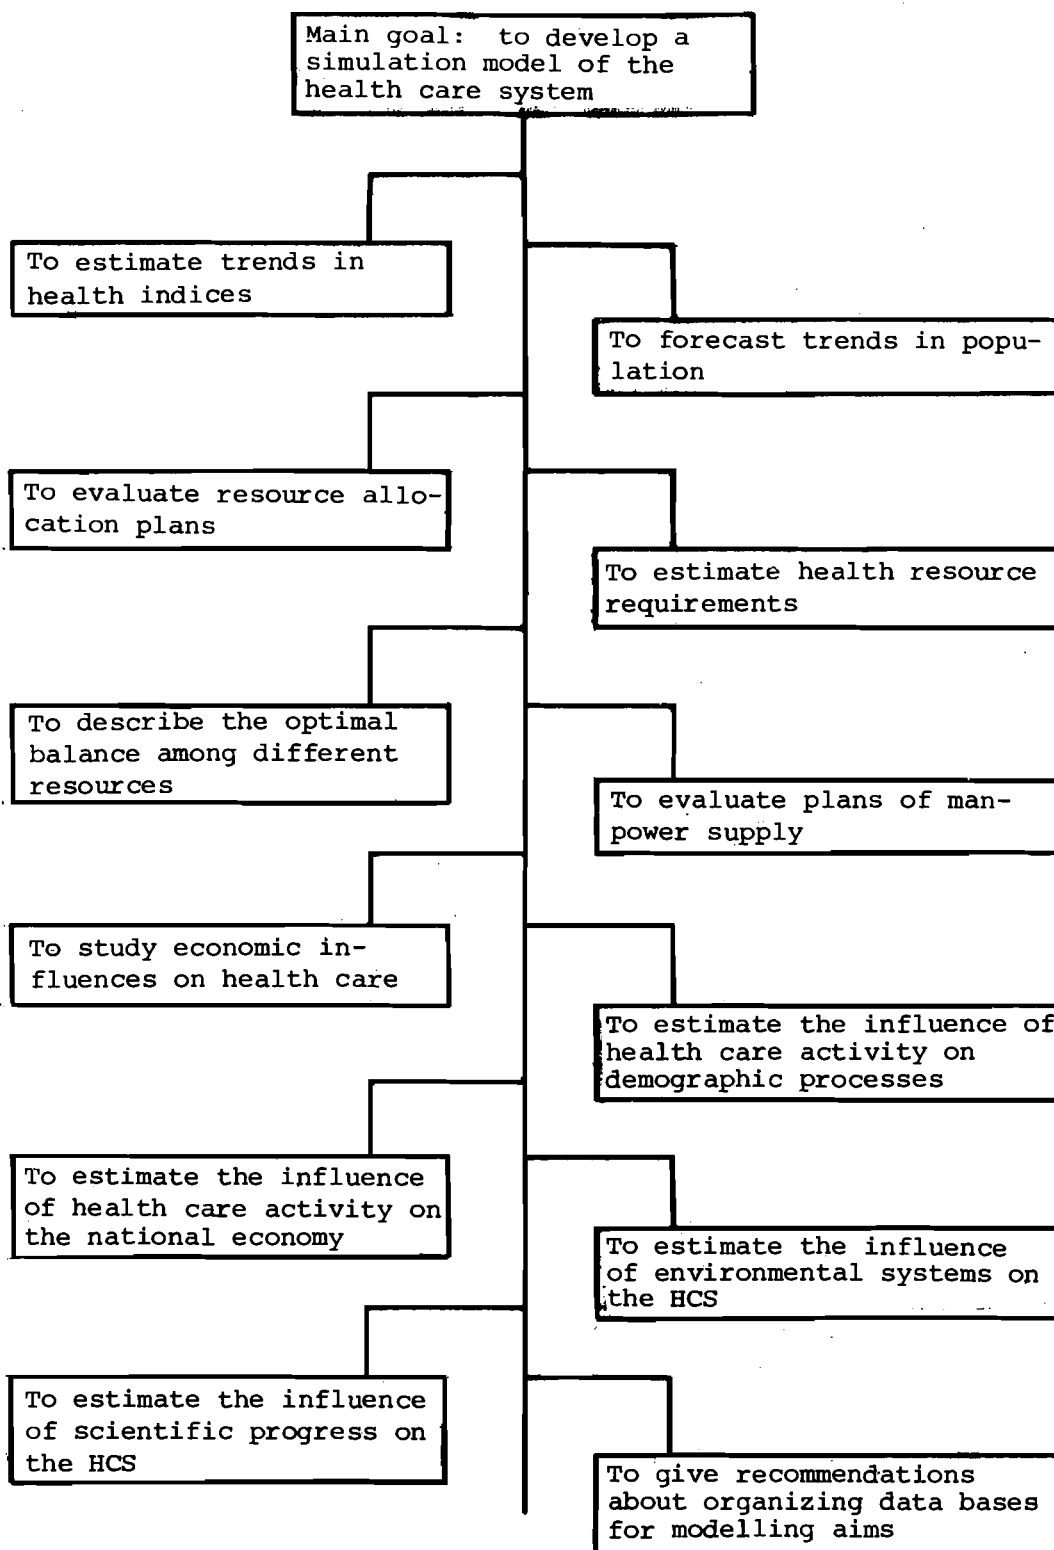 Main goal:  to develop a
simulation model of the
health care system
To estimate trends in
health indices
To forecast trends in popu-
lation
To evaluate resource allo-
cation plans
To estimate health resource
requirements
To describe the optimal
balance among different
resources
To evaluate plans of man-
power supply
To study economic in-
fluences on health care
To estimate the influence of
health care activity on
demographic processes
To estimate the influence
of health care activity on
the national economy
To estimate the influence
of environmental systems on
the HCS
To estimate the influence
of scientific progress on
the HCS
To give recommendations
about organizing data bases
for modelling aims